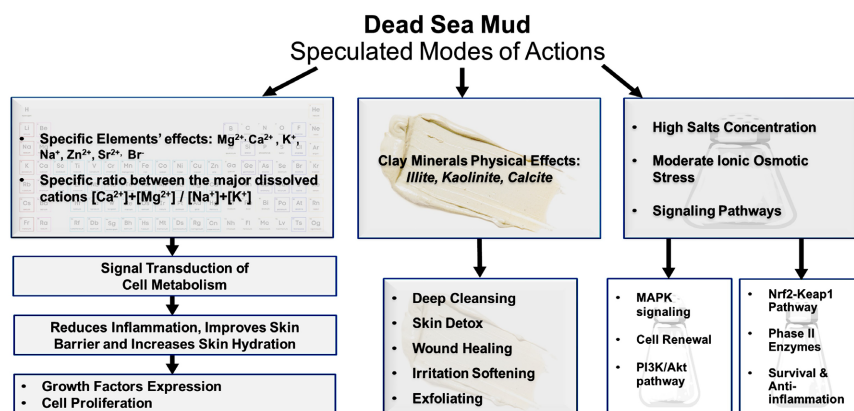 Dead Sea Mud
Speculated Modes of Actions
• Specific Elements’ effects: Mg²⁺, Ca²⁺ , K⁺,
Na⁺, Zn²⁺, Sr²⁺, Br⁻
• Specific ratio between the major dissolved
cations [Ca²⁺]+[Mg²⁺] / [Na⁺]+[K⁺]
Signal Transduction of
Cell Metabolism
Reduces Inflammation, Improves Skin
Barrier and Increases Skin Hydration
• Growth Factors Expression
• Cell Proliferation
Clay Minerals Physical Effects:
Illite, Kaolinite, Calcite
• Deep Cleansing
• Skin Detox
• Wound Healing
• Irritation Softening
• Exfoliating
• High Salts Concentration
• Moderate Ionic Osmotic
Stress
• Signaling Pathways
• MAPK
signaling
• Cell Renewal
• PI3K/Akt
pathway
• Nrf2-Keap1
Pathway
• Phase II
Enzymes
• Survival &
Anti-
inflammation